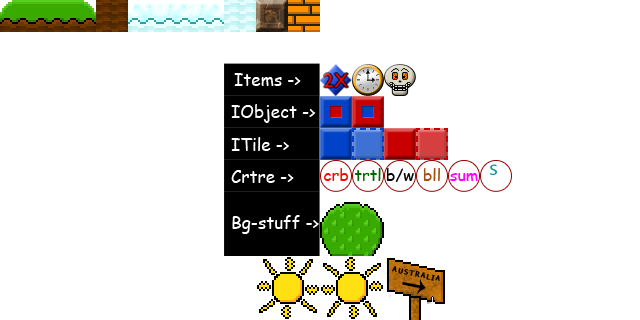 Items -> 2X
IObject ->
ITile ->
Crtre -> crb trtl b/w bll sum S
Bg-stuff ->
AUSTRALIA